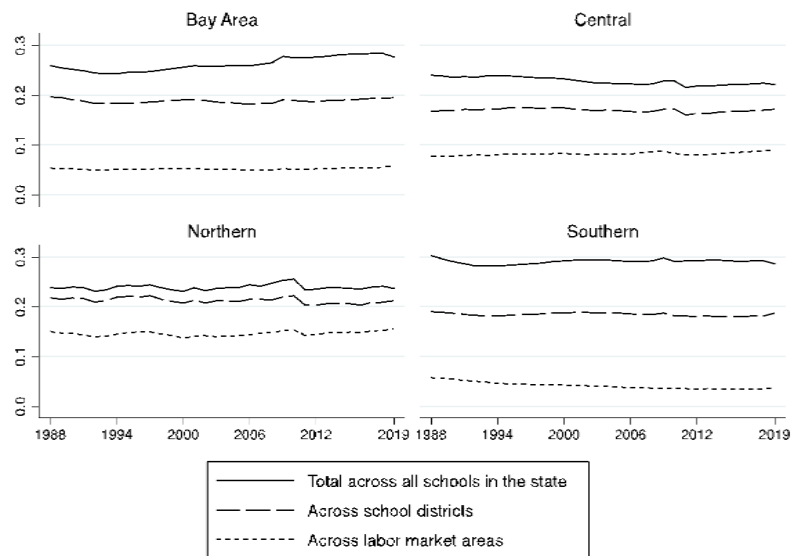 Bay Area
Central
0.3
0.2
0.1
0.0
Northern
Southern
0.3
0.2
0.1
0.0
1988 1994 2000 2006 2012 2019
1988 1994 2000 2006 2012 2019
Total across all schools in the state
Across school districts
Across labor market areas